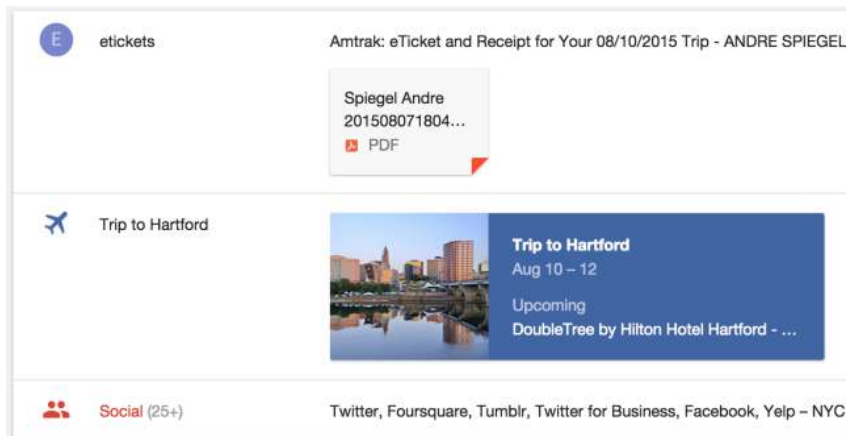 E etickets Amtrak: eTicket and Receipt for Your 08/10/2015 Trip - ANDRE SPIEGEL
Spiegel Andre
201508071804...
PDF
Trip to Hartford
Trip to Hartford
Aug 10 – 12
Upcoming
DoubleTree by Hilton Hotel Hartford - ...
Social (25+) Twitter, Foursquare, Tumblr, Twitter for Business, Facebook, Yelp – NYC